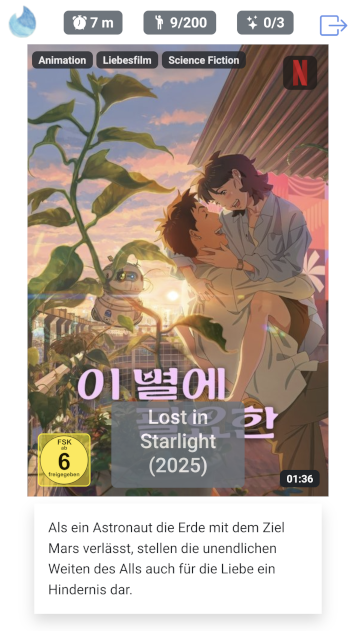 7 m
9/200
0/3
Animation
Liebesfilm
Science Fiction
N
이 별에
한
Lost in
Starlight
(2025)
FSK
ab
6
freigegeben
01:36
Als ein Astronaut die Erde mit dem Ziel
Mars verlässt, stellen die unendlichen
Weiten des Alls auch für die Liebe ein
Hindernis dar.